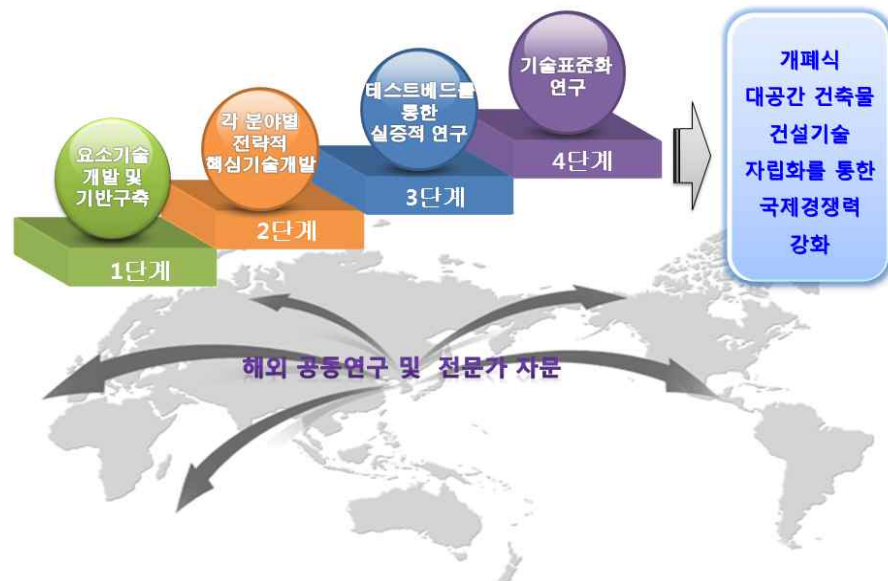 요소기술
개발 및
기반구축
1단계
각 분야별
전략적
핵심기술개발
2단계
테스트베드를
통한
실증적 연구
3단계
기술표준화
연구
4단계
개폐식
대공간 건축물
건설기술
자립화를 통한
국제경쟁력
강화
해외 공동연구 및 전문가 자문